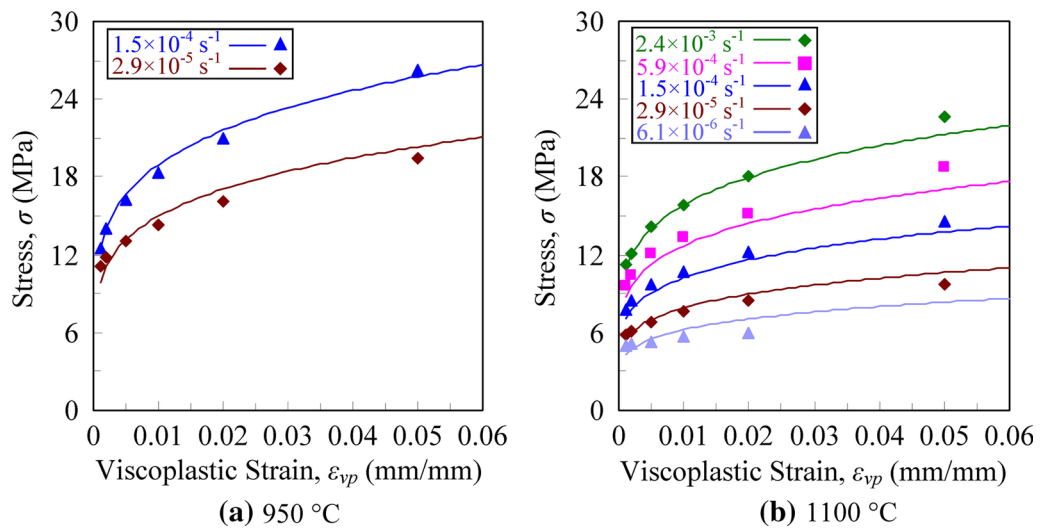 30
24
18
12
6
0
Stress, σ (MPa)
1.5×10⁻⁴ s⁻¹
2.9×10⁻⁵ s⁻¹
0 0.01 0.02 0.03 0.04 0.05 0.06
Viscoplastic Strain, εvp (mm/mm)
(a) 950 °C
30
24
18
12
6
0
Stress, σ (MPa)
2.4×10⁻³ s⁻¹
5.9×10⁻⁴ s⁻¹
1.5×10⁻⁴ s⁻¹
2.9×10⁻⁵ s⁻¹
6.1×10⁻⁶ s⁻¹
0 0.01 0.02 0.03 0.04 0.05 0.06
Viscoplastic Strain, εvp (mm/mm)
(b) 1100 °C